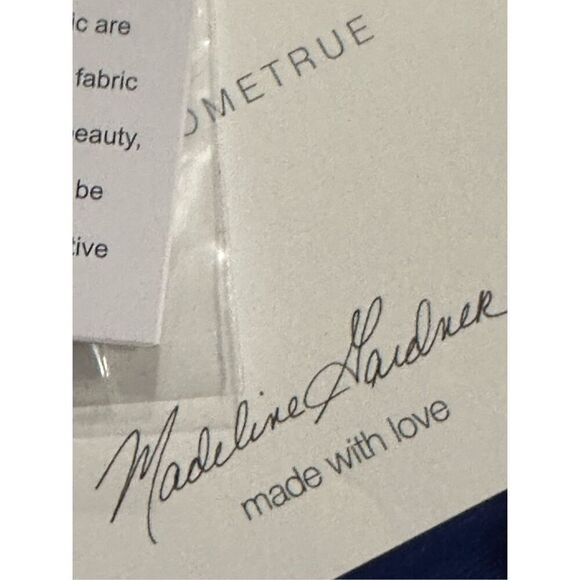 ic are
fabric
eauty,
be
tive
OMETRUE
Madeline Gardner
made with love